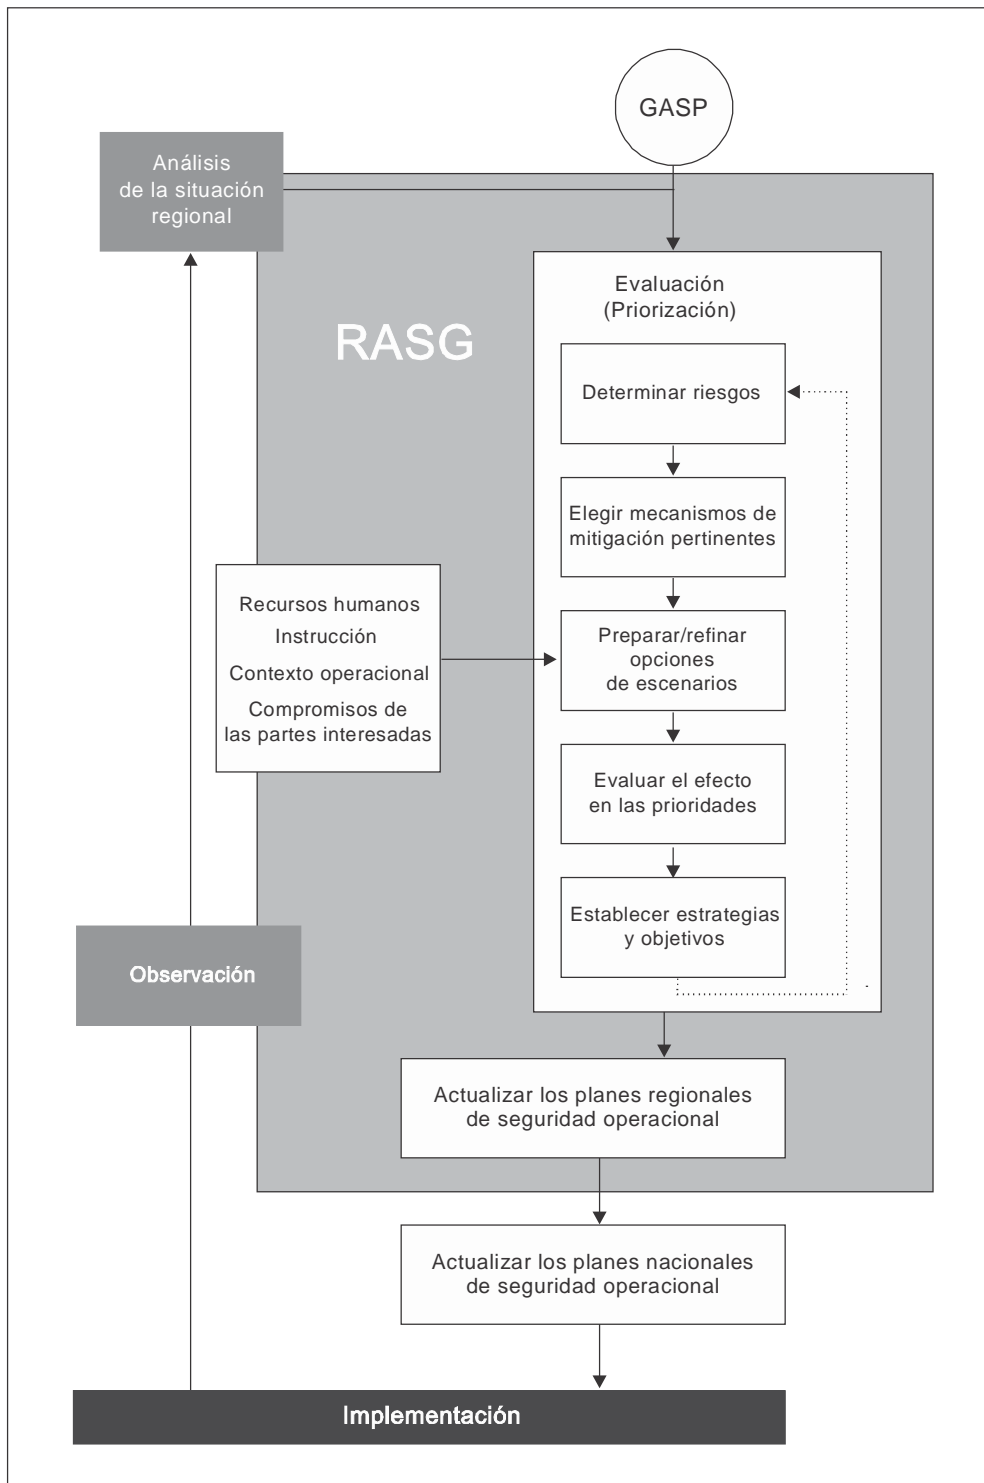 GASP
Análisis
de la situación
regional
RASG
Evaluación
(Priorización)
Determinar riesgos
Elegir mecanismos de
mitigación pertinentes
Recursos humanos
Instrucción
Contexto operacional
Compromisos de
las partes interesadas
Preparar/refinar
opciones
de escenarios
Evaluar el efecto
en las prioridades
Establecer estrategias
y objetivos
Observación
Actualizar los planes regionales
de seguridad operacional
Actualizar los planes nacionales
de seguridad operacional
Implementación